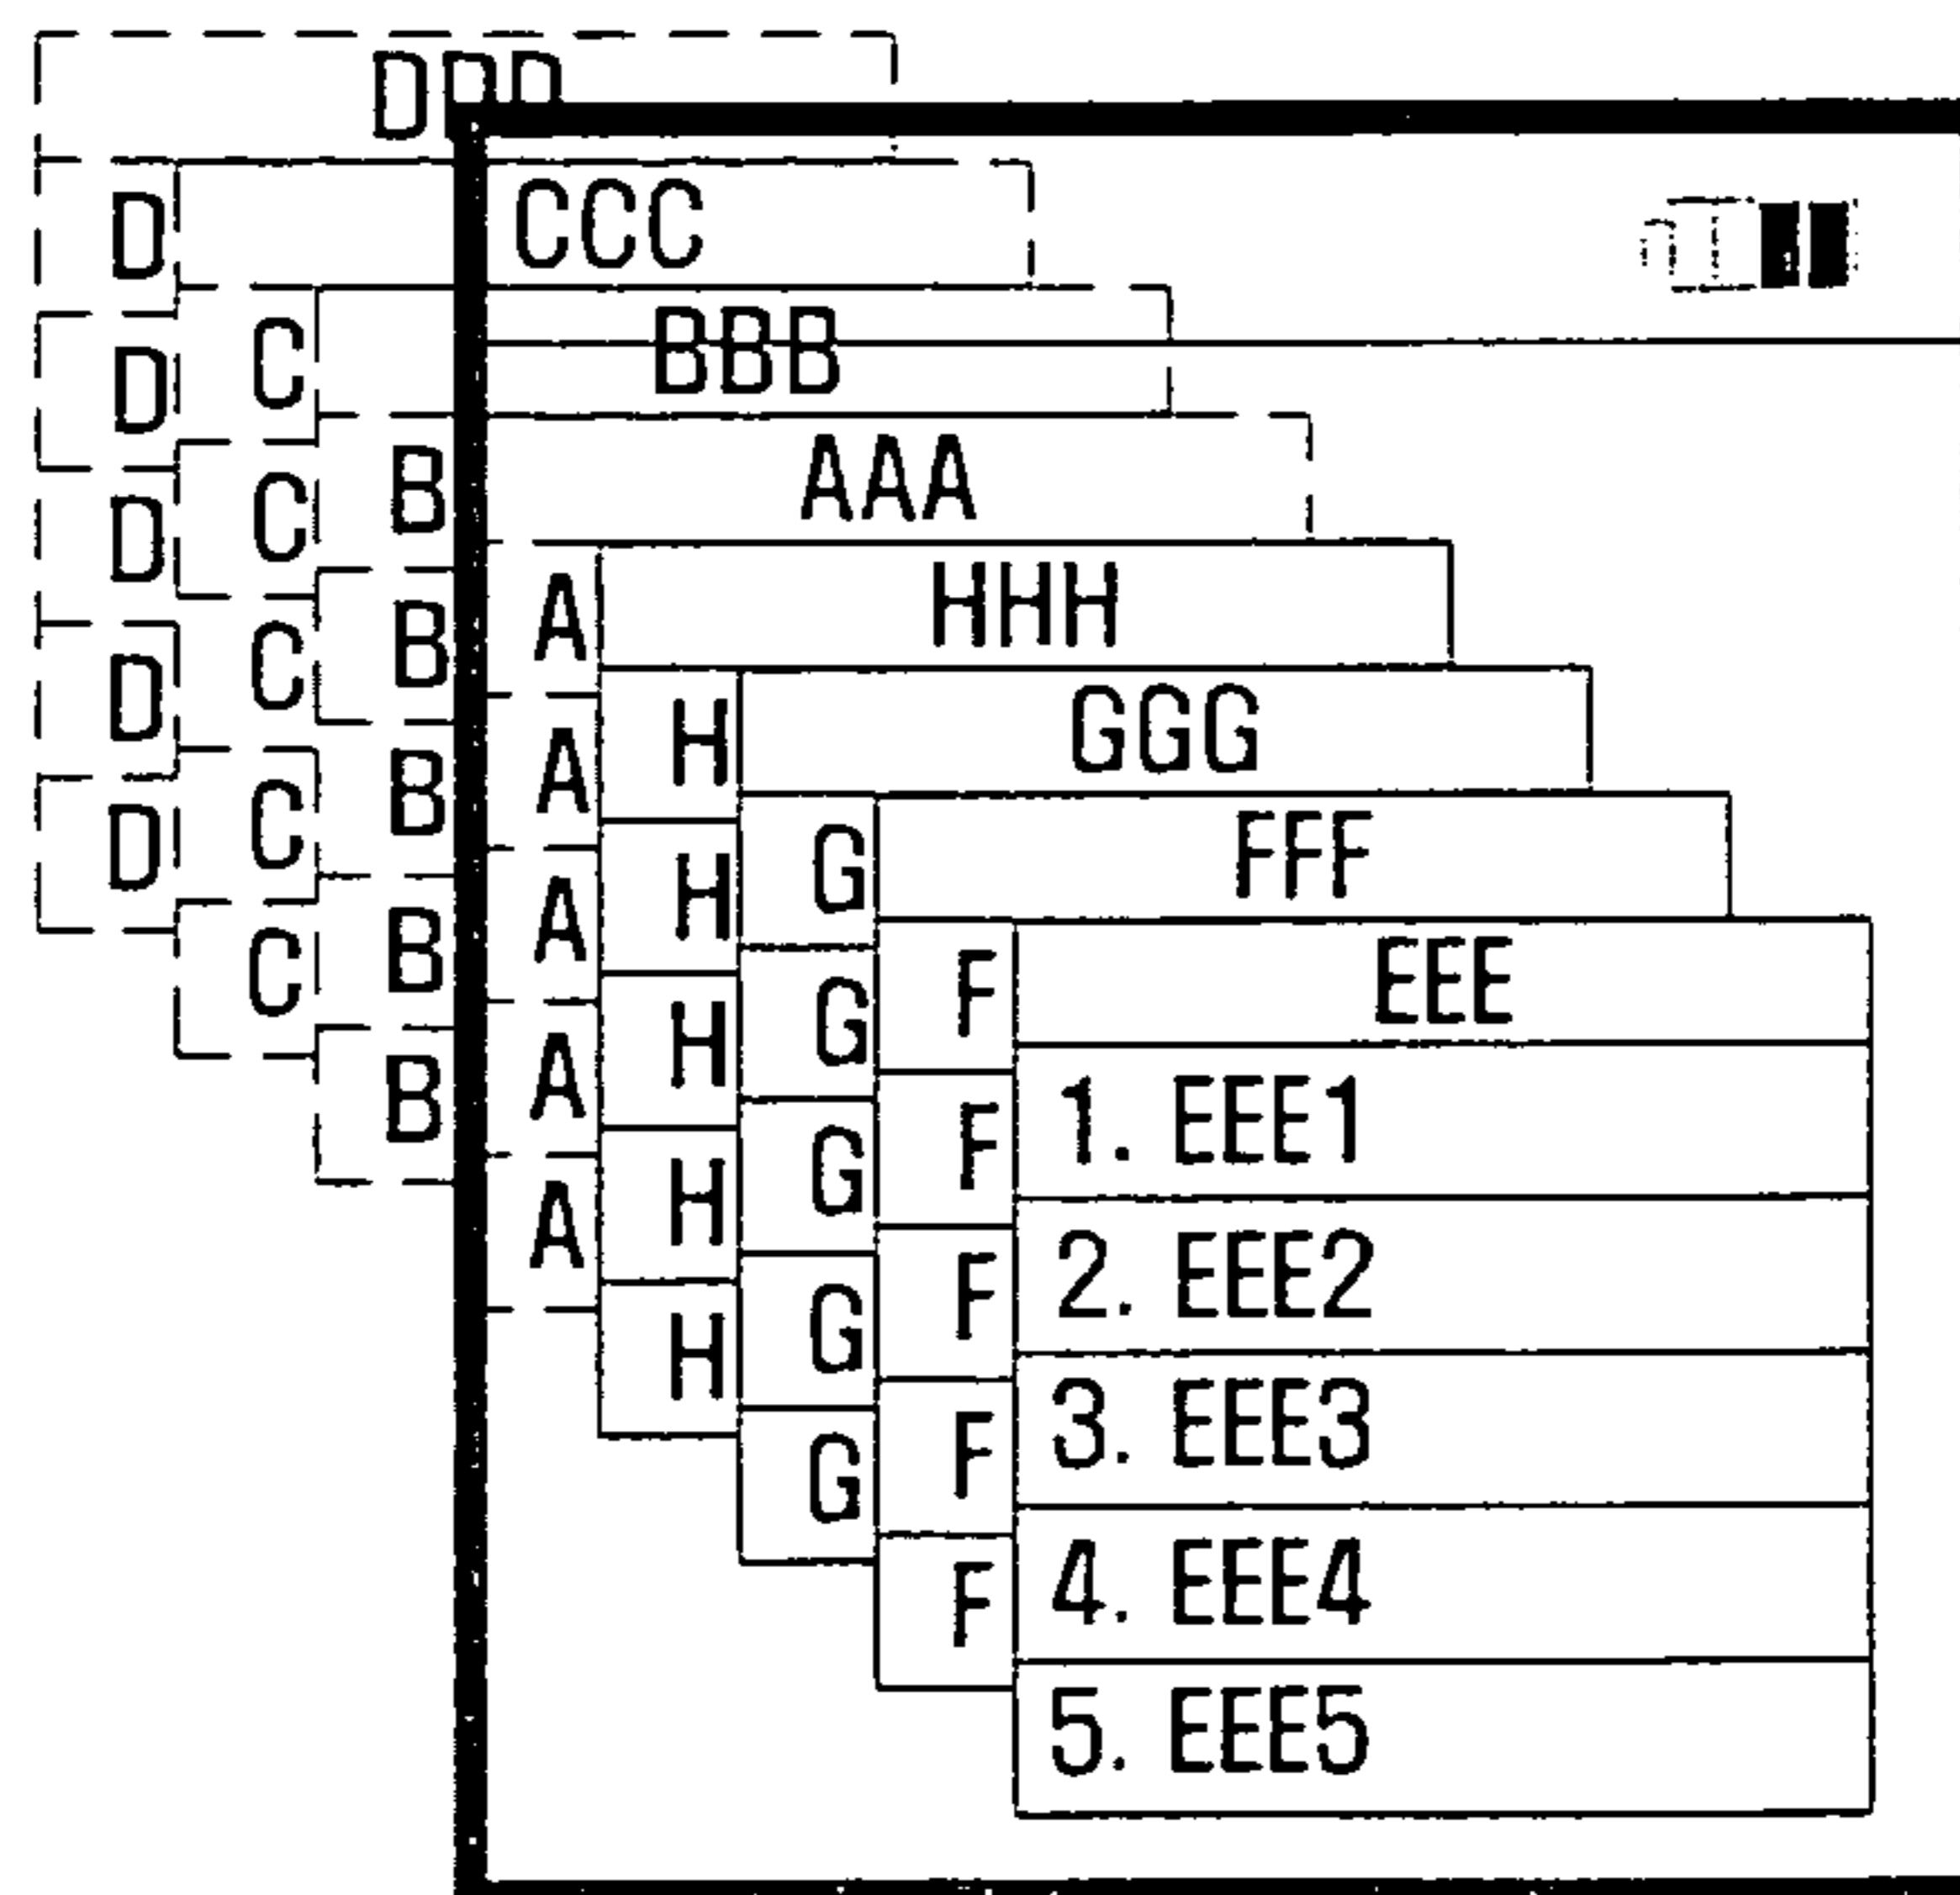 DDD
D CCC
D C BBB
D C B AAA
D C B A HHH
D C B A H GGG
C B A H G FFF
B A H G F EEE
A H G F 1. EEE1
H G F 2. EEE2
G F 3. EEE3
F 4. EEE4
5. EEE5